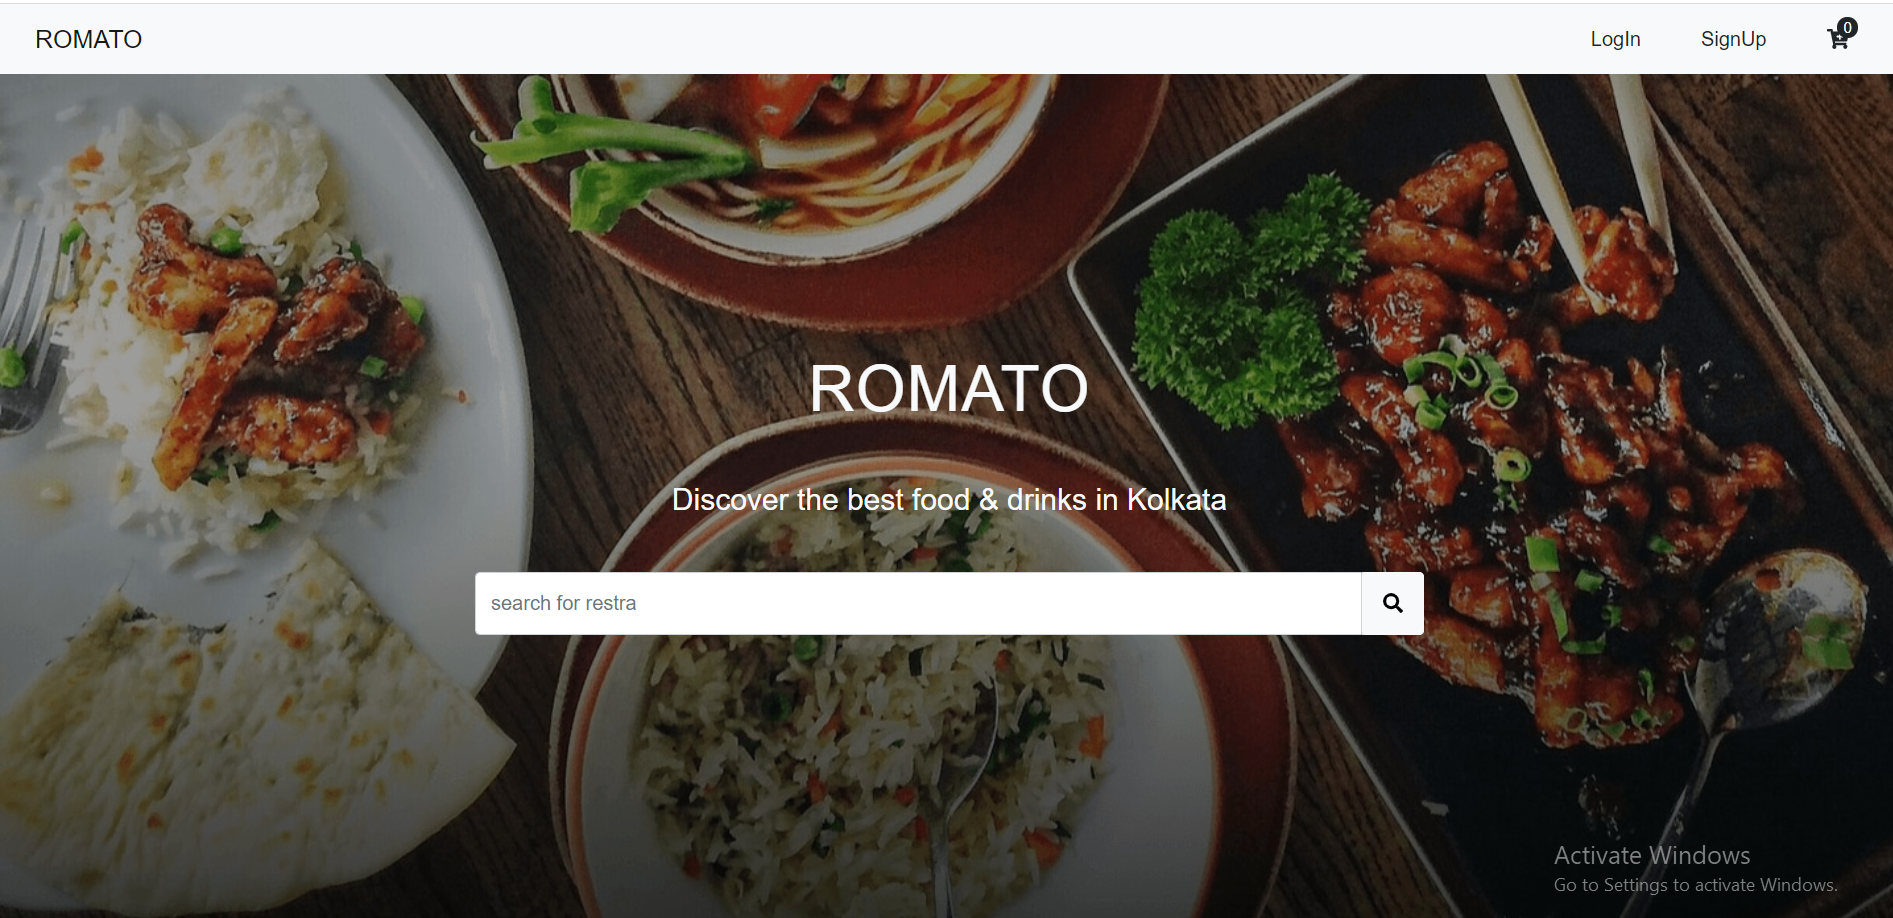 ROMATO
LogIn
SignUp
0
ROMATO
Discover the best food & drinks in Kolkata
search for restra
Activate Windows
Go to Settings to activate Windows.